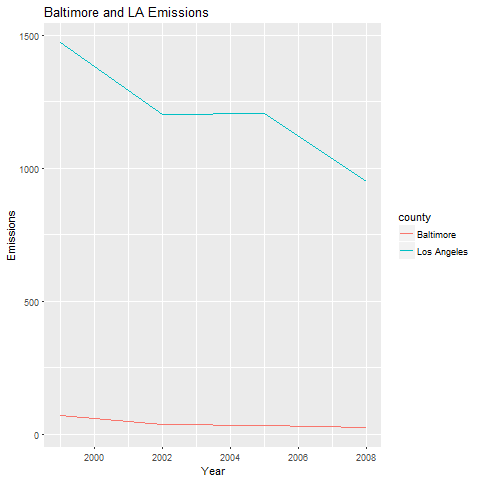 Baltimore and LA Emissions
1500
1000
500
0
Emissions
2000 2002 2004 2006 2008
Year
county
Baltimore
Los Angeles